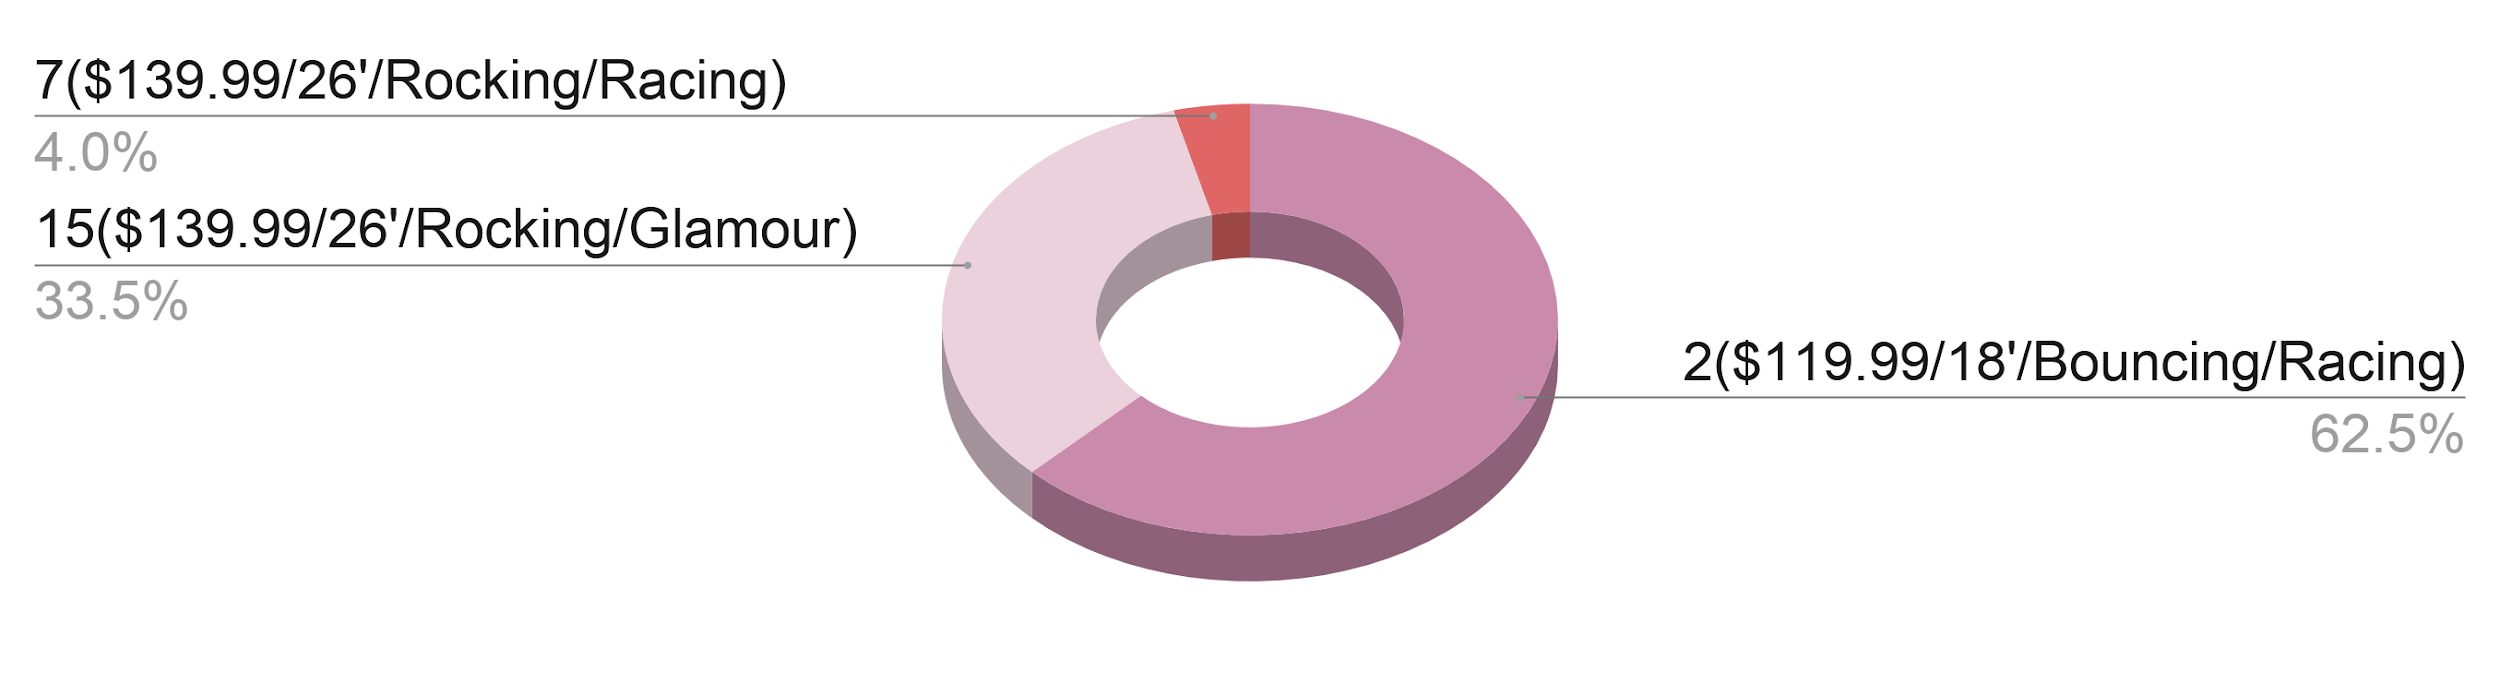 7($139.99/26'/Rocking/Racing)
4.0%
15($139.99/26'/Rocking/Glamour)
33.5%
2($119.99/18'/Bouncing/Racing)
62.5%